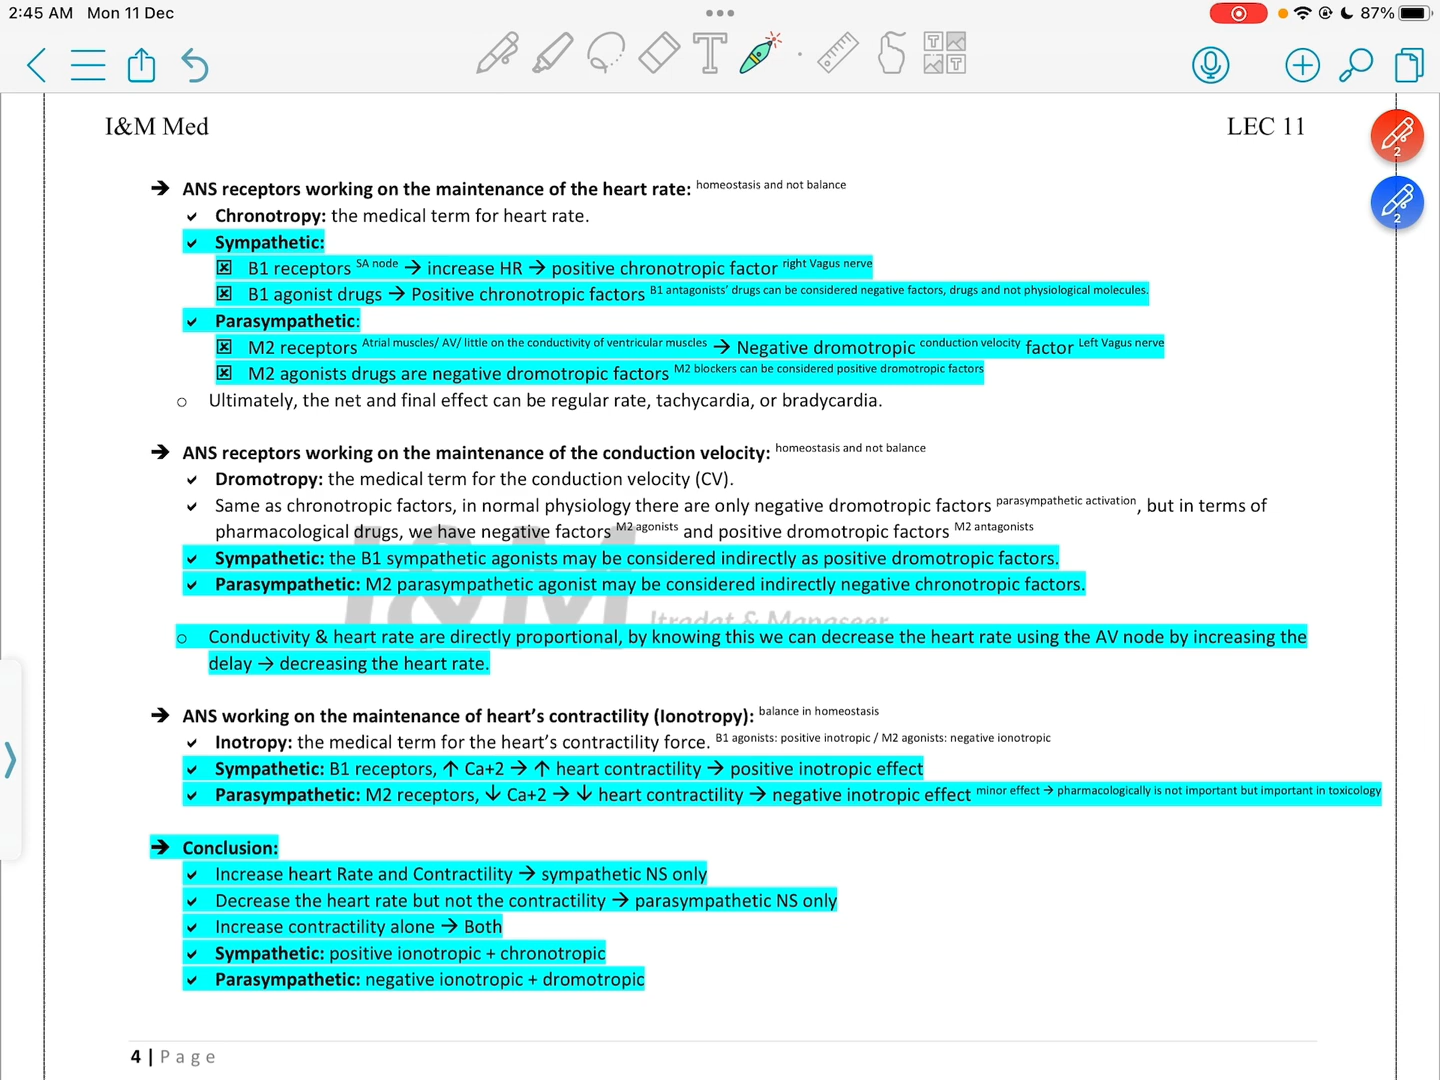 2:45 AM Mon 11 Dec
87%
I&M Med
LEC 11
2
2
➔ ANS receptors working on the maintenance of the heart rate: homeostasis and not balance
✓ Chronotropy: the medical term for heart rate.
✓ Sympathetic:
☒ B1 receptors SA node → increase HR → positive chronotropic factor right Vagus nerve
☒ B1 agonist drugs → Positive chronotropic factors B1 antagonists' drugs can be considered negative factors, drugs and not physiological molecules.
✓ Parasympathetic:
☒ M2 receptors Atrial muscles/ AV/ little on the conductivity of ventricular muscles → Negative dromotropic conduction velocity factor Left Vagus nerve
☒ M2 agonists drugs are negative dromotropic factors M2 blockers can be considered positive dromotropic factors
o Ultimately, the net and final effect can be regular rate, tachycardia, or bradycardia.
➔ ANS receptors working on the maintenance of the conduction velocity: homeostasis and not balance
✓ Dromotropy: the medical term for the conduction velocity (CV).
✓ Same as chronotropic factors, in normal physiology there are only negative dromotropic factors parasympathetic activation, but in terms of
pharmacological drugs, we have negative factors M2 agonists and positive dromotropic factors M2 antagonists
✓ Sympathetic: the B1 sympathetic agonists may be considered indirectly as positive dromotropic factors.
✓ Parasympathetic: M2 parasympathetic agonist may be considered indirectly negative chronotropic factors.
I&M Itradat & Manaseer
o Conductivity & heart rate are directly proportional, by knowing this we can decrease the heart rate using the AV node by increasing the
delay → decreasing the heart rate.
➔ ANS working on the maintenance of heart's contractility (Ionotropy): balance in homeostasis
✓ Inotropy: the medical term for the heart's contractility force. B1 agonists: positive inotropic / M2 agonists: negative ionotropic
✓ Sympathetic: B1 receptors, ↑ Ca+2 → ↑ heart contractility → positive inotropic effect
✓ Parasympathetic: M2 receptors, ↓ Ca+2 → ↓ heart contractility → negative inotropic effect minor effect → pharmacologically is not important but important in toxicology
➔ Conclusion:
✓ Increase heart Rate and Contractility → sympathetic NS only
✓ Decrease the heart rate but not the contractility → parasympathetic NS only
✓ Increase contractility alone → Both
✓ Sympathetic: positive ionotropic + chronotropic
✓ Parasympathetic: negative ionotropic + dromotropic
4 | Page